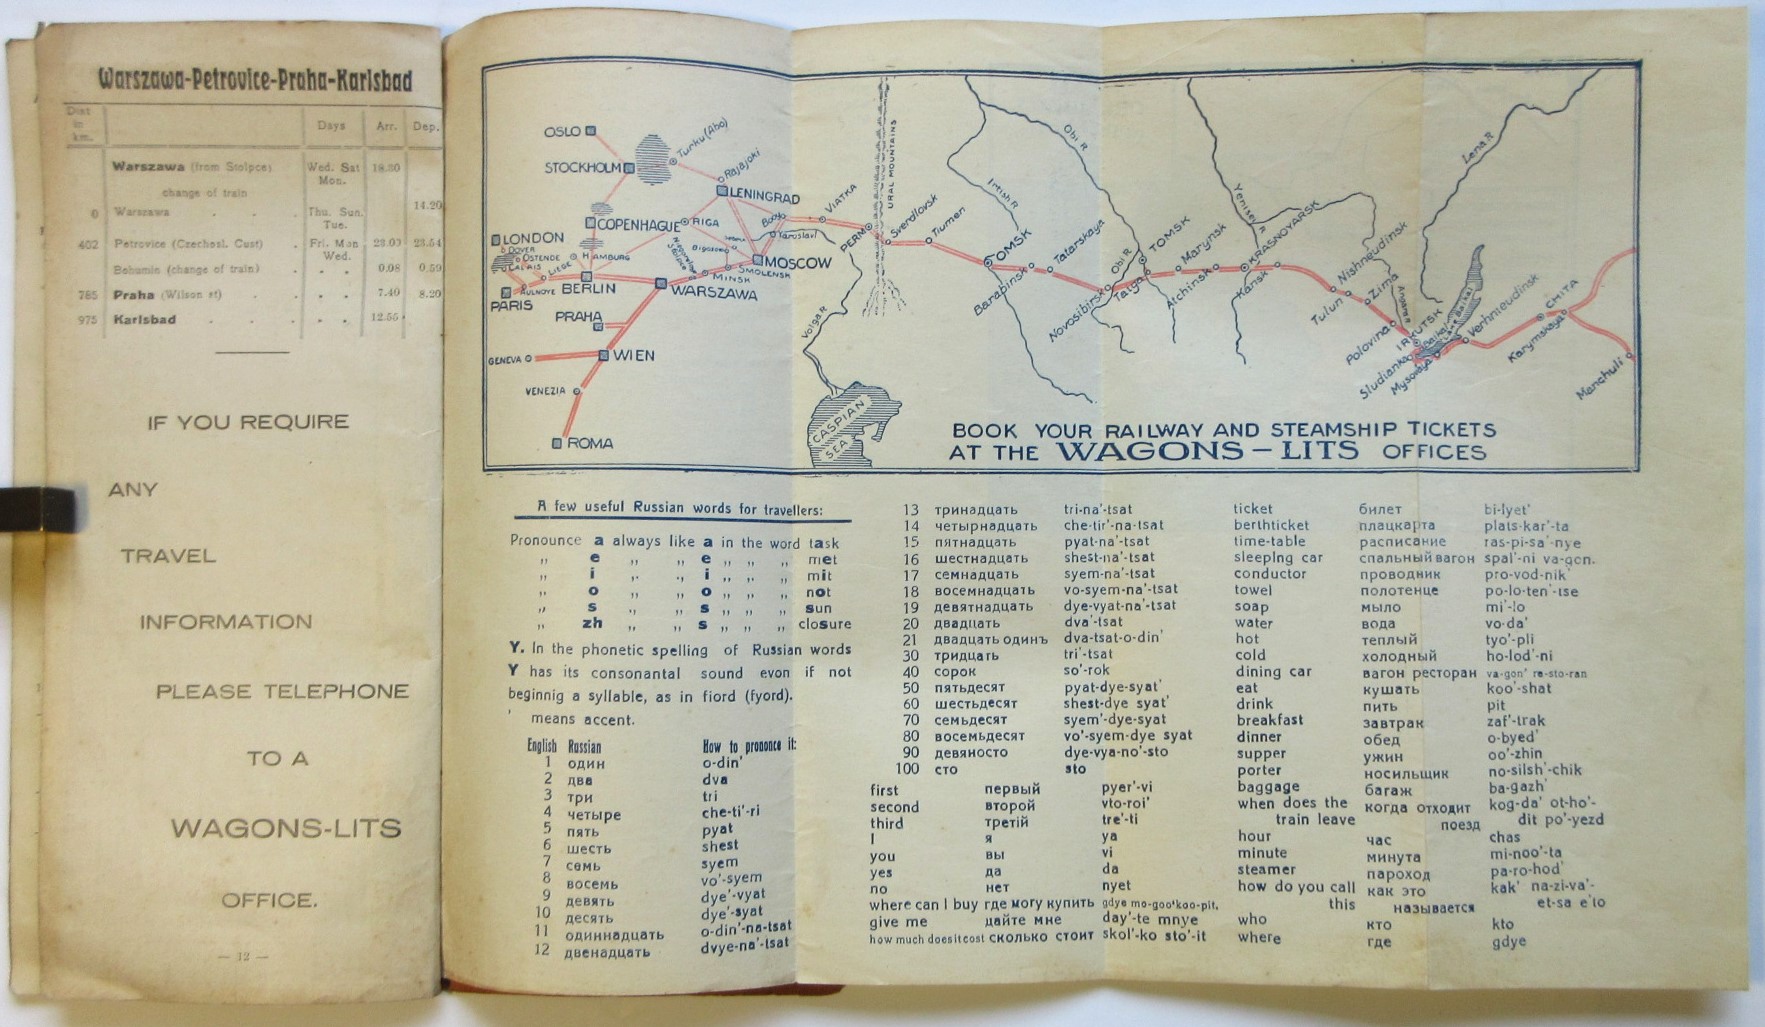 Warszawa-Petrovice-Praha-Karlsbad
Dist in km. Days Arr. Dep.
Warszawa (from Stolpce) Wed. Sat Mon. 18.30
change of train
0 Warszawa . . . Thu. Sun. Tue. 14.20
402 Petrovice (Czechosl. Cust) . Fri. Mon Wed. 23.54
Bohumin (change of train) . . . 0.08 0.59
785 Praha (Wilson st) . . . . 7.40 8.20
975 Karlsbad . . . . . 12.55
IF YOU REQUIRE
ANY
TRAVEL
INFORMATION
PLEASE TELEPHONE
TO A
WAGONS-LITS
OFFICE.
— 12 —
OSLO
STOCKHOLM
Turku (Abo)
Rajajoki
LENINGRAD
COPENHAGUE
RIGA
LONDON
DOVER
OSTENDE
CALAIS
LIEGE
HAMBURG
AULNOYE
PARIS
BERLIN
Bigosowo
Negoreloje
Stolpce
MINSK
SMOLENSK
MOSCOW
WARSZAWA
Yaroslavl
PRAHA
GENEVA
WIEN
VENEZIA
ROMA
VIATKA
PERM
URAL MOUNTAINS
Sverdlovsk
Tiumen
Volga R
CASPIAN SEA
Irtish R
Obi R
OMSK
Barabinsk
Tatarskaya
Novosibirsk
Obi R
Taiga
TOMSK
Marynsk
Atchinsk
Yenisei R
KRASNOYARSK
Kansk
Nishneudinsk
Tulun
Zima
Angara R
Polovina
IRKUTSK
Baikal
Lake Baikal
Sludianka
Mysovaya
Verhnieudinsk
Lena R
CHITA
Karymskaya
Manchuli
BOOK YOUR RAILWAY AND STEAMSHIP TICKETS
AT THE WAGONS-LITS OFFICES
A few useful Russian words for travellers:
Pronounce a always like a in the word task
„ e „ „ e „ „ „ met
„ i „ „ i „ „ „ mit
„ o „ „ o „ „ „ not
„ s „ „ s „ „ „ sun
„ zh „ „ s „ „ „ closure
Y. In the phonetic spelling of Russian words
Y has its consonantal sound evon if not
beginnig a syllable, as in fiord (fyord).
' means accent.
English Russian How to prononce it:
1 один o-din'
2 два dva
3 три tri
4 четыре che-ti'-ri
5 пять pyat
6 шесть shest
7 семь syem
8 восемь vo'-syem
9 девять dye'-vyat
10 десять dye'-syat
11 одиннадцать o-din'-na-tsat
12 двенадцать dvye-na'-tsat
13 тринадцать tri-na'-tsat
14 четырнадцать che-tir'-na-tsat
15 пятнадцать pyat-na'-tsat
16 шестнадцать shest-na'-tsat
17 семнадцать syem-na'-tsat
18 восемнадцать vo-syem-na'-tsat
19 девятнадцать dye-vyat-na'-tsat
20 двадцать dva'-tsat
21 двадцать одинъ dva-tsat-o-din'
30 тридцать tri'-tsat
40 сорок so'-rok
50 пятьдесят pyat-dye-syat'
60 шестьдесят shest-dye syat'
70 семьдесят syem'-dye-syat
80 восемьдесят vo'-syem-dye syat
90 девяносто dye-vya-no'-sto
100 сто sto
first первый pyer'-vi
second второй vto-roi'
third третій tre'-ti
I я ya
you вы vi
yes да da
no нет nyet
where can I buy где могу купить gdye mo-goo'koo-pit,
give me дайте мне day'-te mnye
how much does it cost сколько стоит skol'-ko sto'-it
ticket билет bi-lyet'
berthticket плацкарта plats-kar'-ta
time-table расписание ras-pi-sa'-nye
sleeping car спальный вагон spal'-ni va-gon.
conductor проводник pro-vod-nik'
towel полотенце po-lo-ten'-tse
soap мыло mi'-lo
water вода vo-da'
hot теплый tyo'-pli
cold холодный ho-lod'-ni
dining car вагон ресторан va-gon' re-sto-ran
eat кушать koo'-shat
drink пить pit
breakfast завтрак zaf'-trak
dinner обед o-byed'
supper ужин oo'-zhin
porter носильщик no-silsh'-chik
baggage багаж ba-gazh'
when does the когда отходит kog-da' ot-ho'-
train leave поезд dit po'-yezd
hour час chas
minute минута mi-noo'-ta
steamer пароход pa-ro-hod'
how do you call как это kak' na-zi-va'-
this называется et-sa e'to
who кто kto
where где gdye